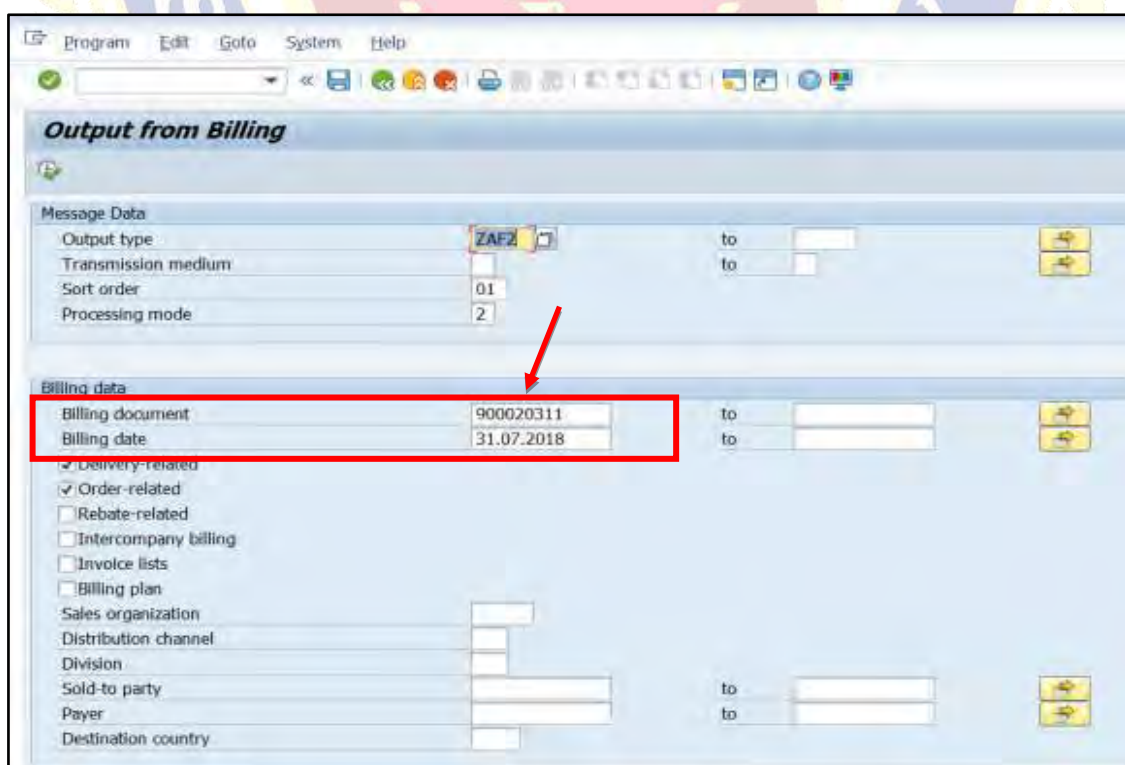 Program Edit Goto System Help
Output from Billing
Message Data
Output type ZAF2 to
Transmission medium to
Sort order 01
Processing mode 2
Billing data
Billing document 900020311 to
Billing date 31.07.2018 to
Delivery-related
Order-related
Rebate-related
Intercompany billing
Invoice lists
Billing plan
Sales organization
Distribution channel
Division
Sold-to party to
Payer to
Destination country